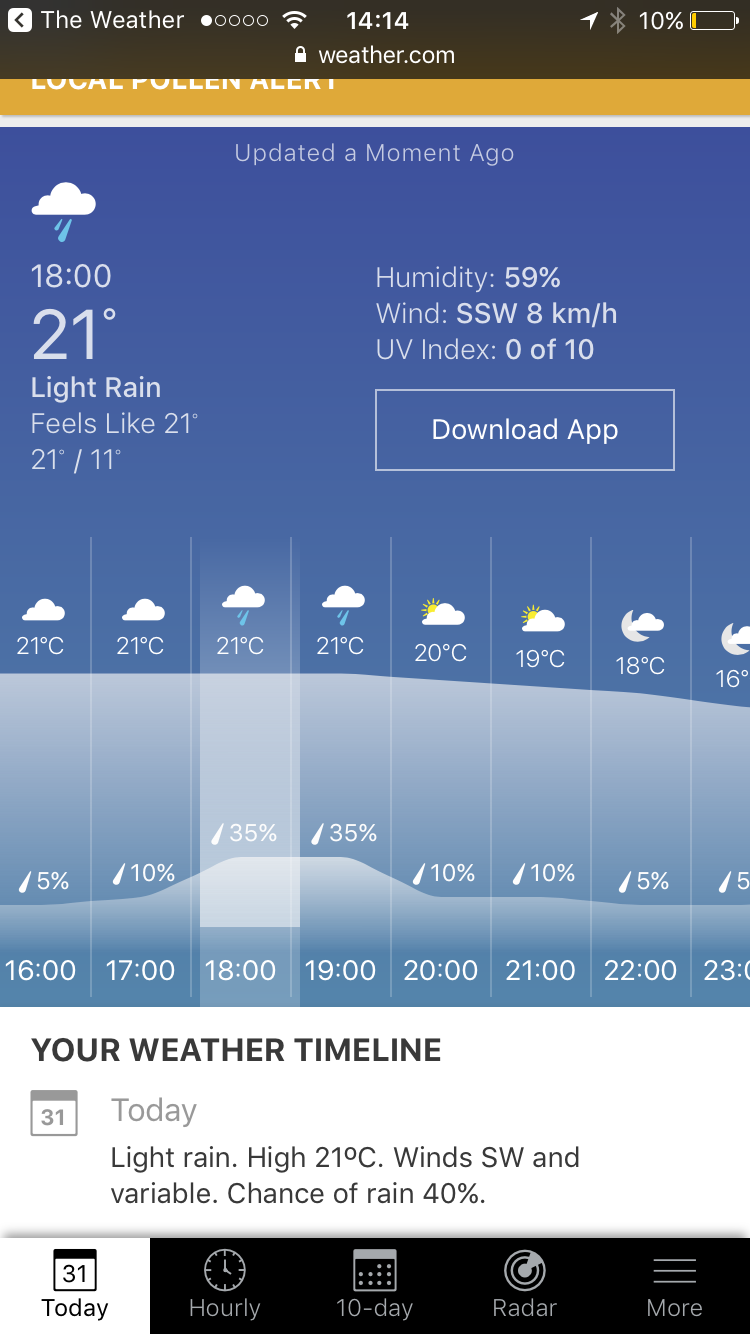 The Weather 14:14 10%
weather.com
LOCAL POLLEN ALERT
Updated a Moment Ago
18:00
21°
Light Rain
Feels Like 21°
21° / 11°
Humidity: 59%
Wind: SSW 8 km/h
UV Index: 0 of 10
Download App
21°C 21°C 21°C 21°C 20°C 19°C 18°C 16°
5% 10% 35% 35% 10% 10% 5% 5
16:00 17:00 18:00 19:00 20:00 21:00 22:00 23:0
YOUR WEATHER TIMELINE
31 Today
Light rain. High 21ºC. Winds SW and
variable. Chance of rain 40%.
31
Today Hourly 10-day Radar More